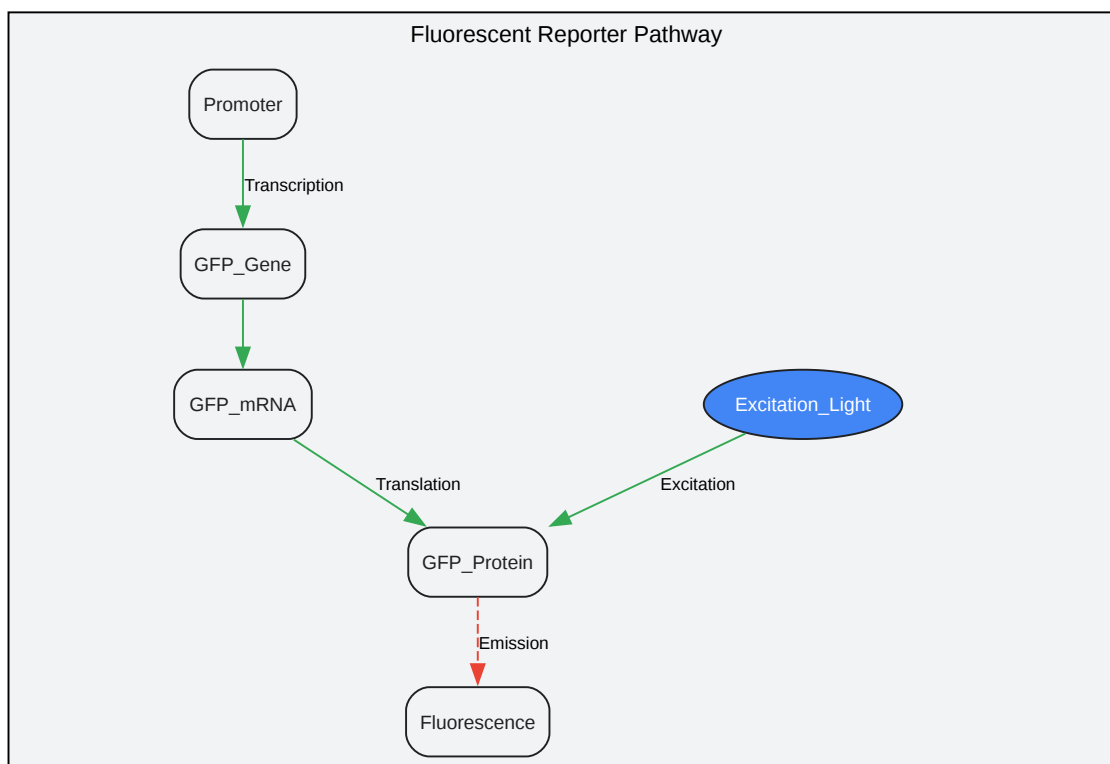 Fluorescent Reporter Pathway
Promoter
Transcription
GFP_Gene
GFP_mRNA
Excitation_Light
Translation
Excitation
GFP_Protein
Emission
Fluorescence